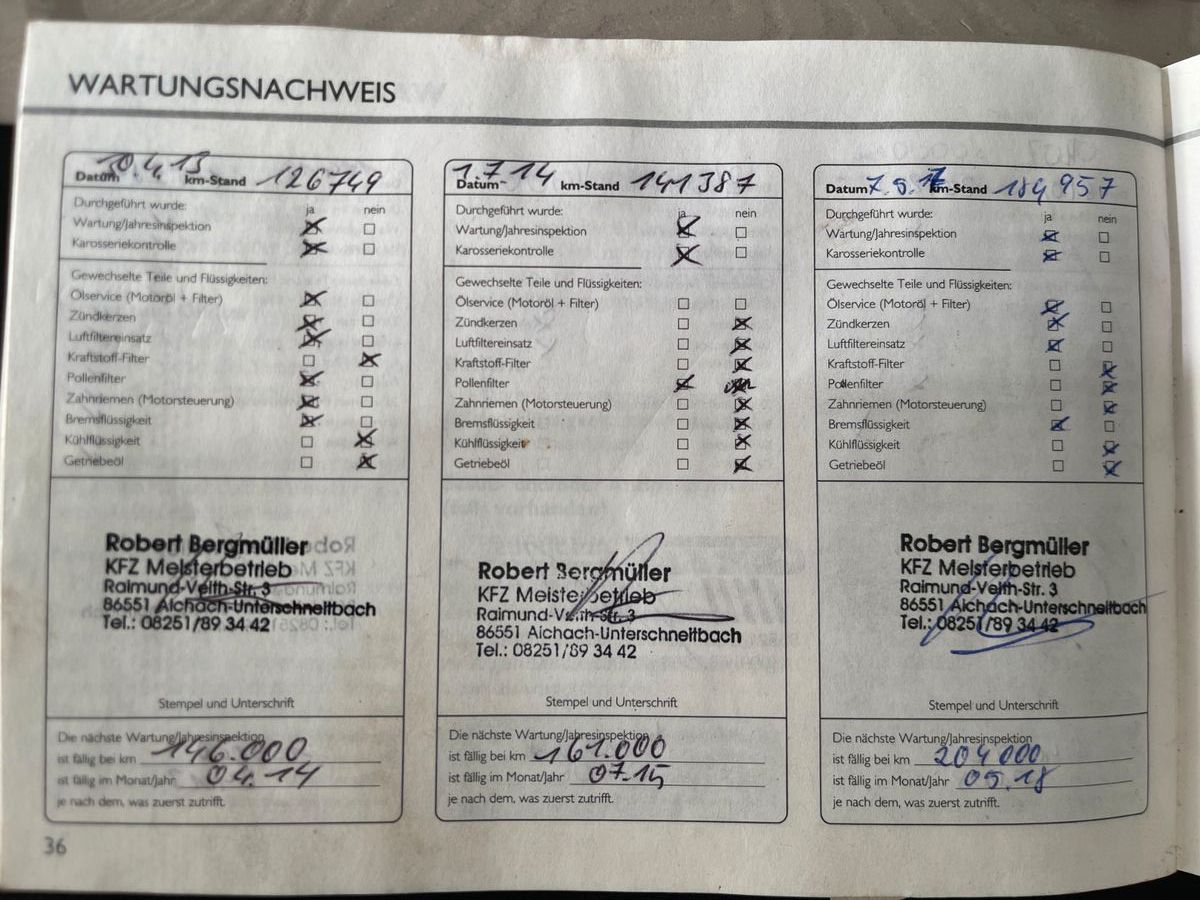 WARTUNGSNACHWEIS
Datum 10.4.13 km-Stand 126749
Durchgeführt wurde: ja nein
Wartung/Jahresinspektion
Karosseriekontrolle
Gewechselte Teile und Flüssigkeiten:
Ölservice (Motoröl + Filter)
Zündkerzen
Luftfiltereinsatz
Kraftstoff-Filter
Pollenfilter
Zahnriemen (Motorsteuerung)
Bremsflüssigkeit
Kühlflüssigkeit
Getriebeöl
Robert Bergmüller
KFZ Meisterbetrieb
Raimund-Veith-Str. 3
86551 Aichach-Unterschneitbach
Tel.: 08251/89 34 42
Stempel und Unterschrift
Die nächste Wartung/Jahresinspektion
ist fällig bei km 146.000
ist fällig im Monat/Jahr 04.14
je nach dem, was zuerst zutrifft.
36
Datum 1.7.14 km-Stand 141387
Durchgeführt wurde: ja nein
Wartung/Jahresinspektion
Karosseriekontrolle
Gewechselte Teile und Flüssigkeiten:
Ölservice (Motoröl + Filter)
Zündkerzen
Luftfiltereinsatz
Kraftstoff-Filter
Pollenfilter
Zahnriemen (Motorsteuerung)
Bremsflüssigkeit
Kühlflüssigkeit
Getriebeöl
Robert Bergmüller
KFZ Meisterbetrieb
Raimund-Veith-Str. 3
86551 Aichach-Unterschneitbach
Tel.: 08251/89 34 42
Stempel und Unterschrift
Die nächste Wartung/Jahresinspektion
ist fällig bei km 161.000
ist fällig im Monat/Jahr 07.15
je nach dem, was zuerst zutrifft.
Datum 7.5.17 km-Stand 184957
Durchgeführt wurde: ja nein
Wartung/Jahresinspektion
Karosseriekontrolle
Gewechselte Teile und Flüssigkeiten:
Ölservice (Motoröl + Filter)
Zündkerzen
Luftfiltereinsatz
Kraftstoff-Filter
Pollenfilter
Zahnriemen (Motorsteuerung)
Bremsflüssigkeit
Kühlflüssigkeit
Getriebeöl
Robert Bergmüller
KFZ Meisterbetrieb
Raimund-Veith-Str. 3
86551 Aichach-Unterschneitbach
Tel.: 08251/89 34 42
Stempel und Unterschrift
Die nächste Wartung/Jahresinspektion
ist fällig bei km 204000
ist fällig im Monat/Jahr 05.18
je nach dem, was zuerst zutrifft.